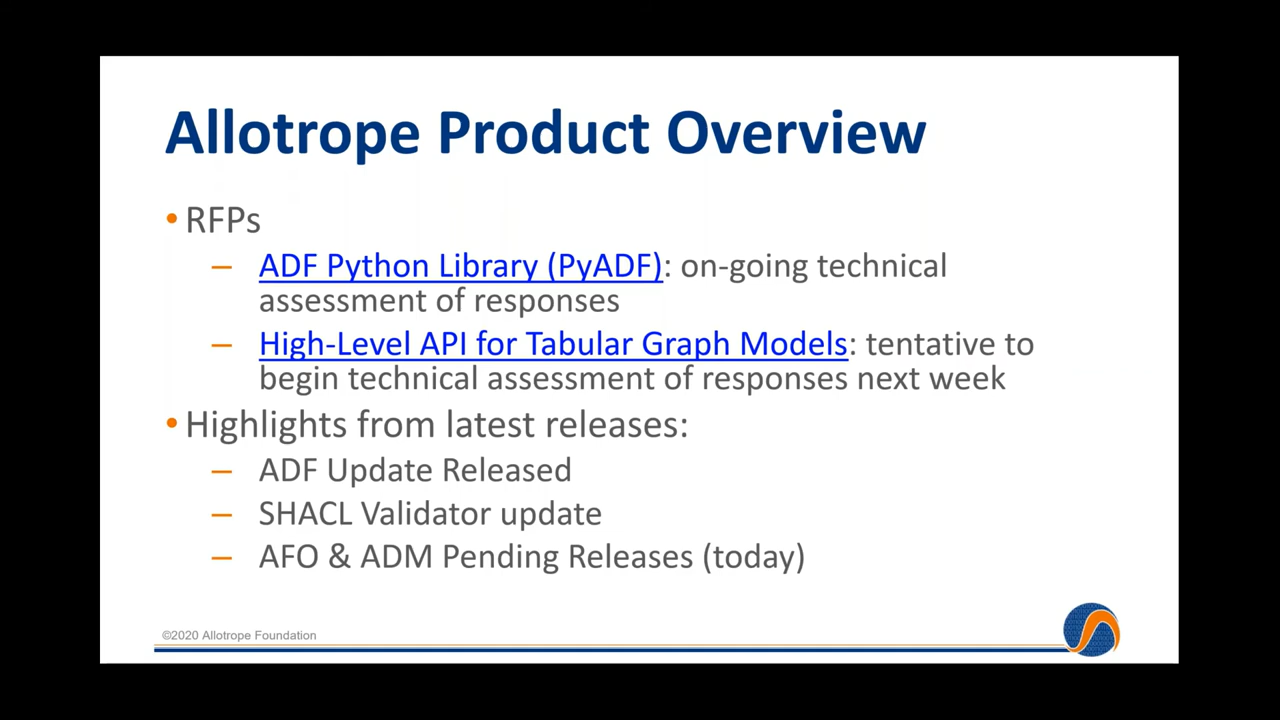 Allotrope Product Overview
• RFPs
– ADF Python Library (PyADF): on-going technical
assessment of responses
– High-Level API for Tabular Graph Models: tentative to
begin technical assessment of responses next week
• Highlights from latest releases:
– ADF Update Released
– SHACL Validator update
– AFO & ADM Pending Releases (today)
©2020 Allotrope Foundation